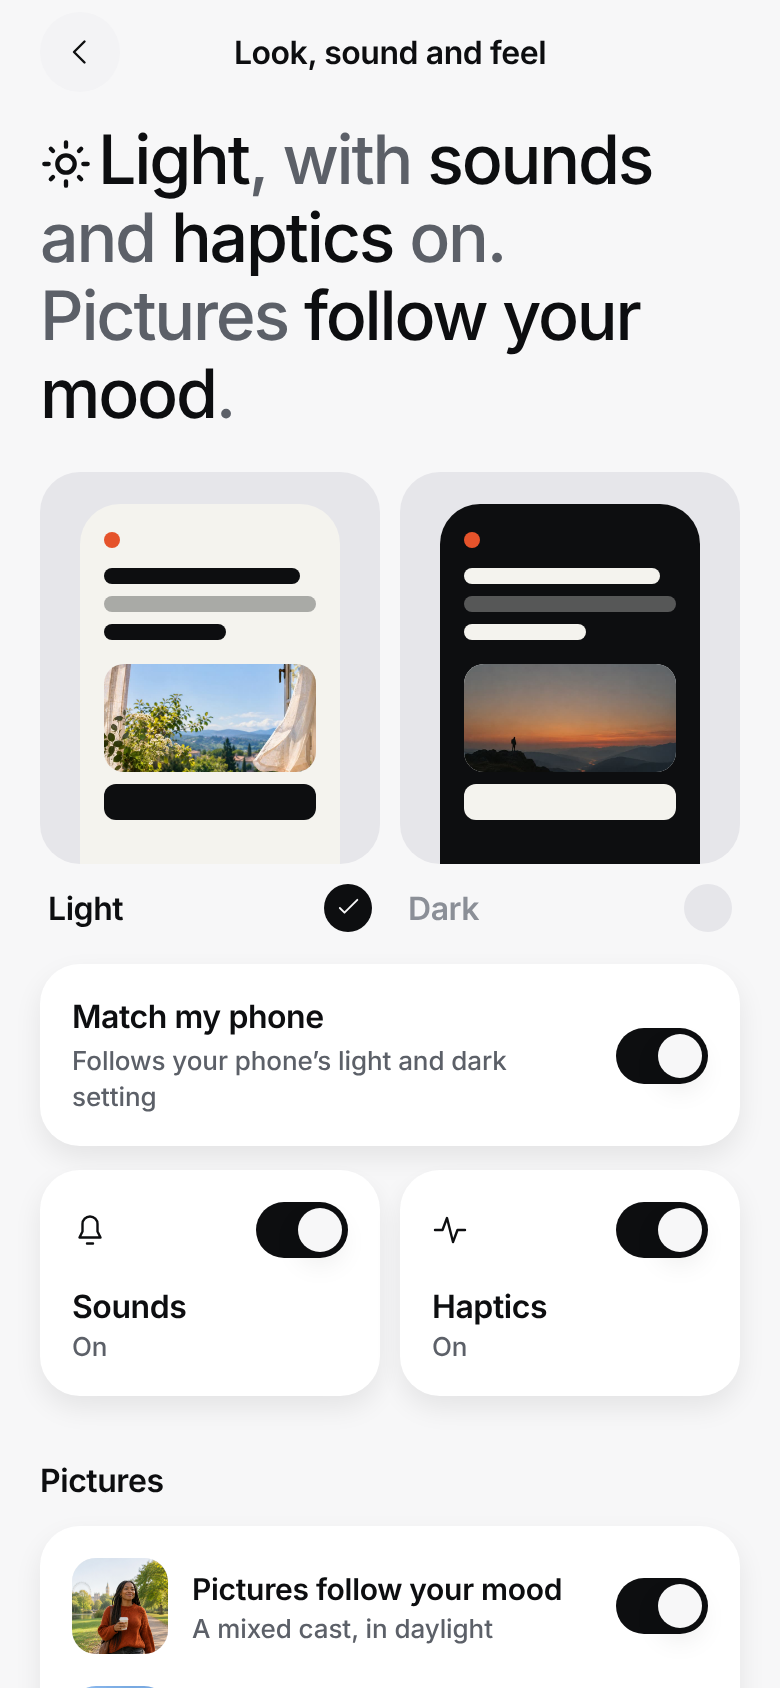 Look, sound and feel
Light, with sounds
and haptics on.
Pictures follow your
mood.
Light
Dark
Match my phone
Follows your phone’s light and dark
setting
Sounds
On
Haptics
On
Pictures
Pictures follow your mood
A mixed cast, in daylight